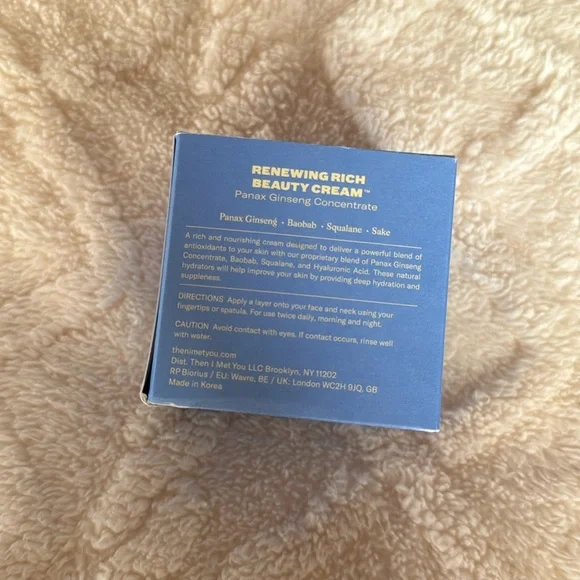 RENEWING RICH
BEAUTY CREAM™
Panax Ginseng Concentrate
Panax Ginseng • Baobab • Squalane • Sake
A rich and nourishing cream designed to deliver a powerful blend of
antioxidants to your skin with our proprietary blend of Panax Ginseng
Concentrate, Baobab, Squalane, and Hyaluronic Acid. These natural
hydrators will help improve your skin by providing deep hydration and
suppleness.
DIRECTIONS Apply a layer onto your face and neck using your
fingertips or spatula. For use twice daily, morning and night.
CAUTION Avoid contact with eyes. If contact occurs, rinse well
with water.
thenimetyou.com
Dist. Then I Met You LLC Brooklyn, NY 11202
RP Biorius / EU: Wavre, BE / UK: London WC2H 9JQ, GB
Made in Korea